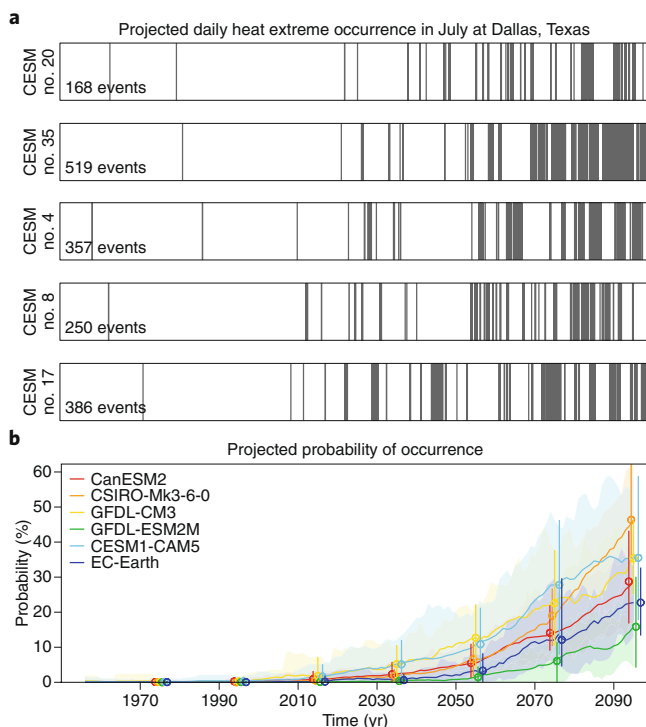 a
Projected daily heat extreme occurrence in July at Dallas, Texas
CESM
no. 20
168 events
CESM
no. 35
519 events
CESM
no. 4
357 events
CESM
no. 8
250 events
CESM
no. 17
386 events
b
Projected probability of occurrence
60
50
40
30
20
10
0
Probability (%)
CanESM2
CSIRO-Mk3-6-0
GFDL-CM3
GFDL-ESM2M
CESM1-CAM5
EC-Earth
1970 1990 2010 2030 2050 2070 2090
Time (yr)